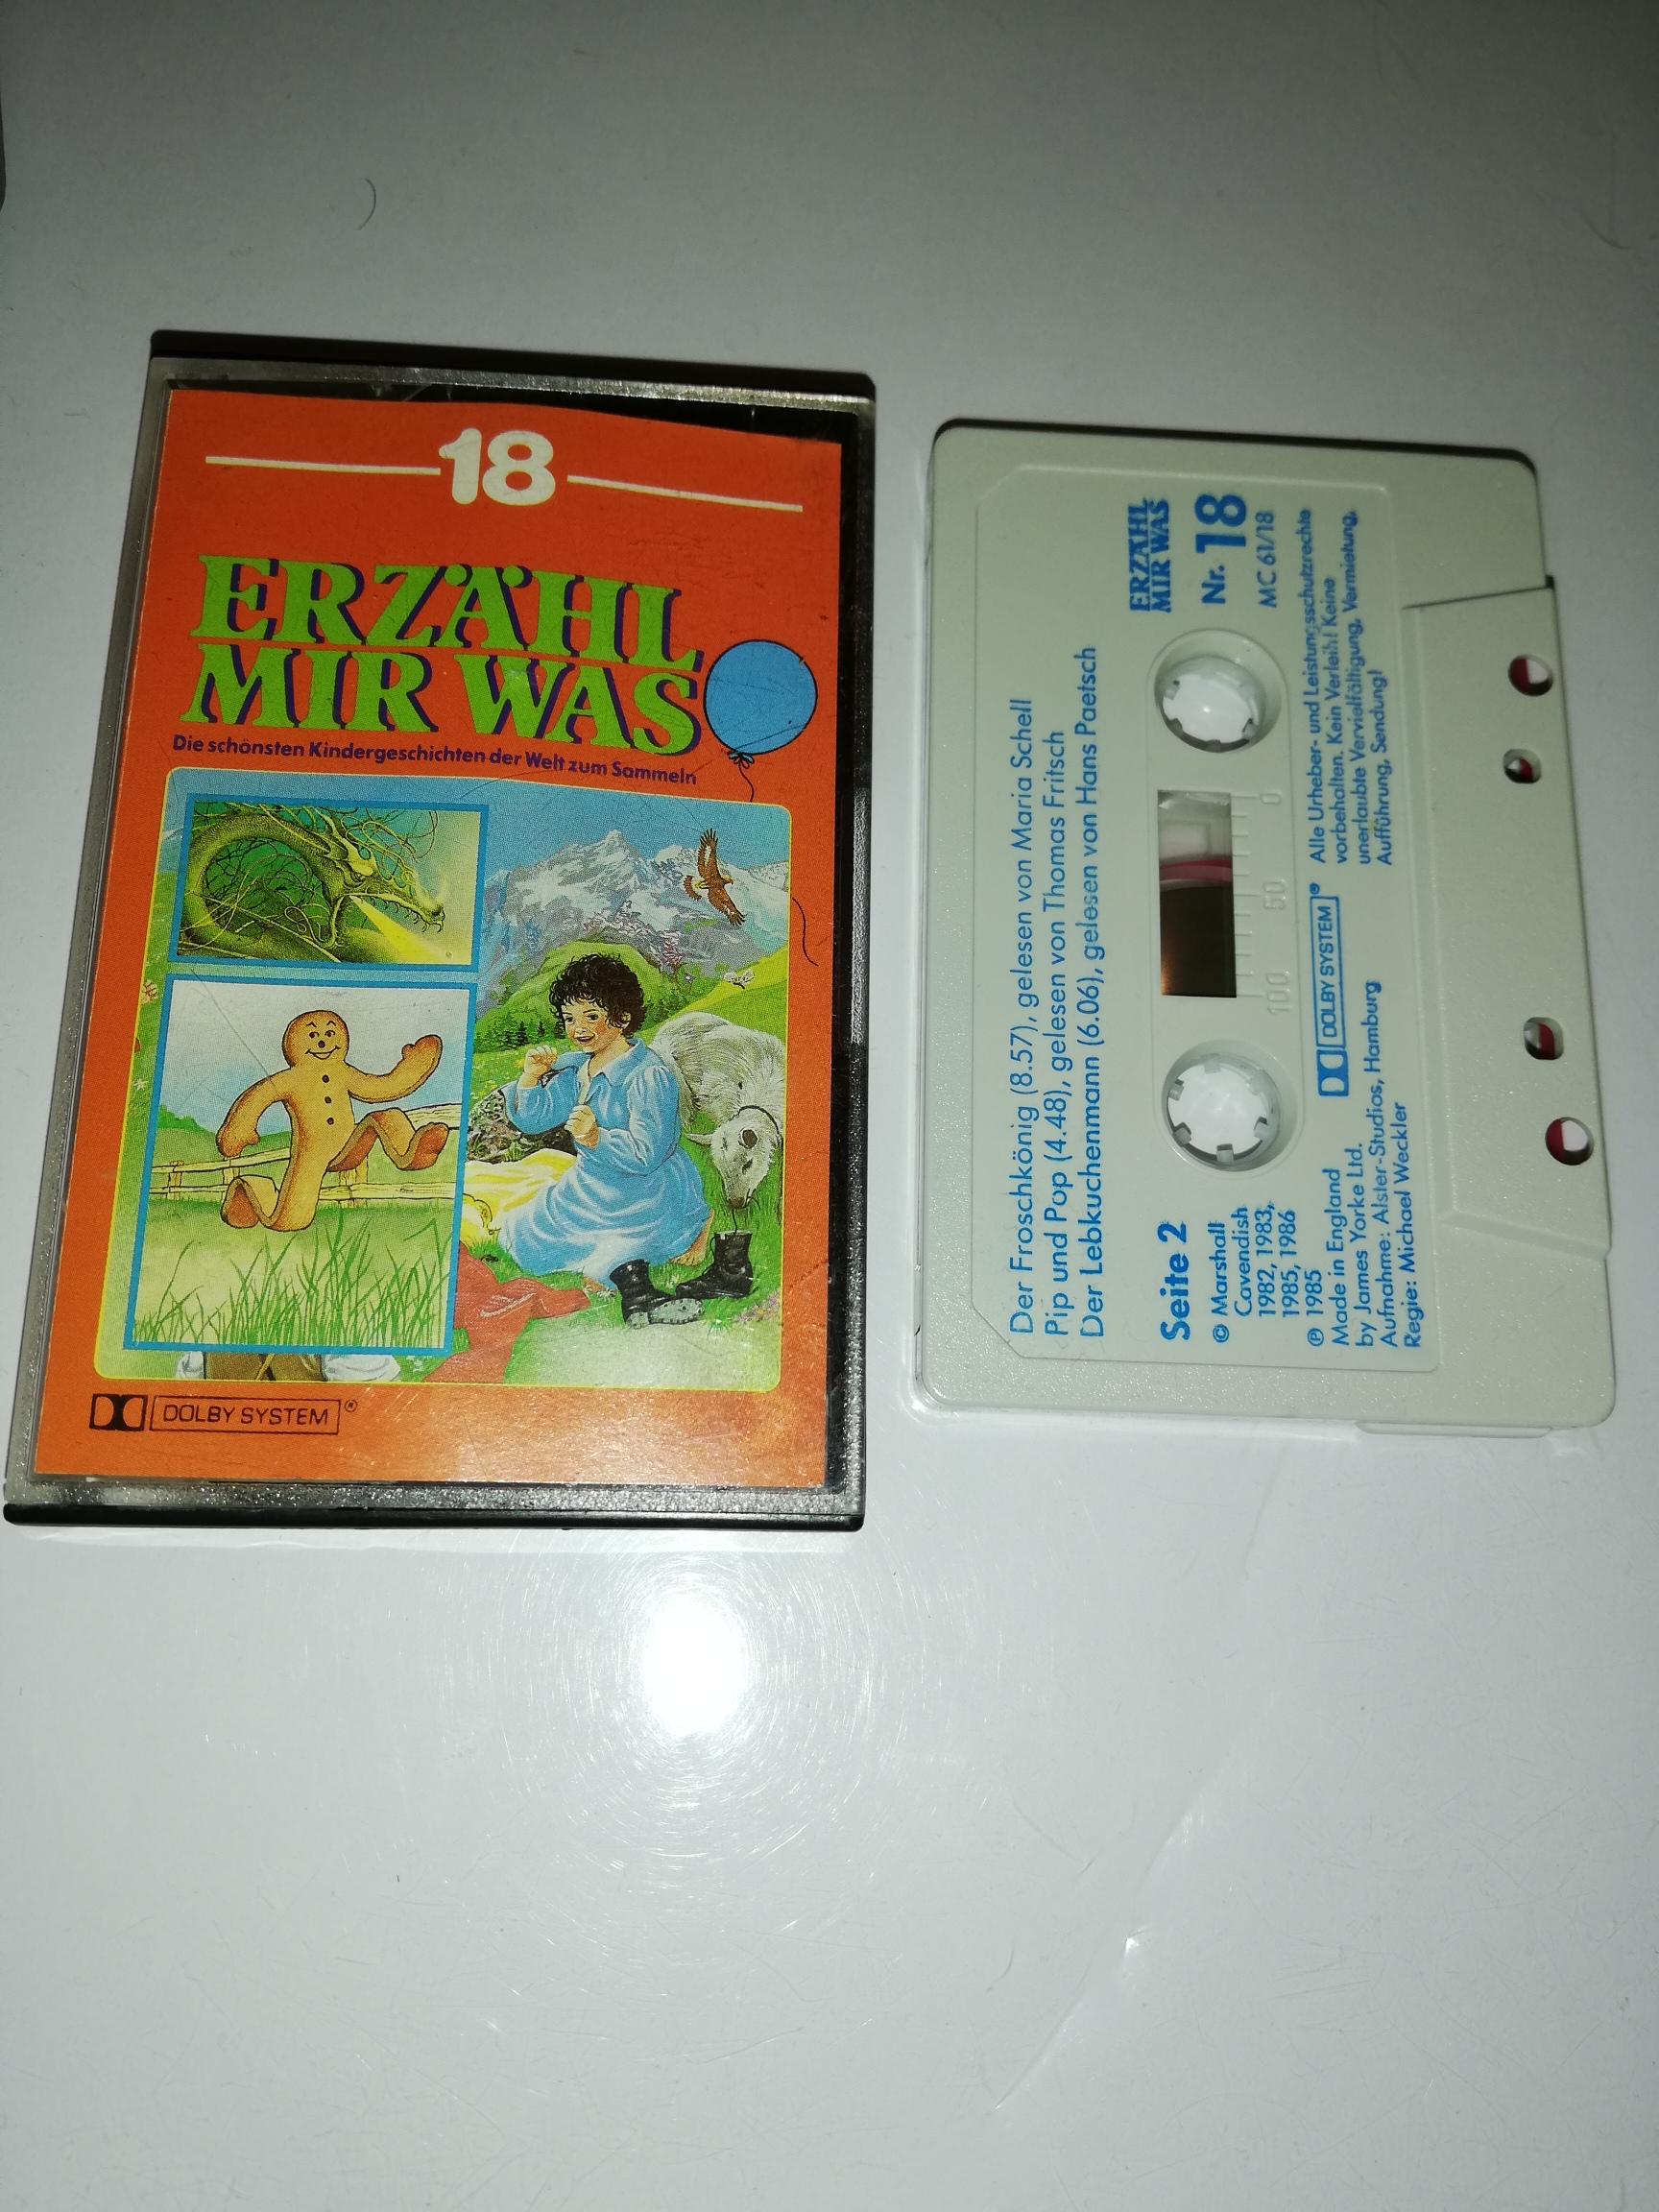 18
ERZÄHL
MIR WAS
Die schönsten Kindergeschichten der Welt zum Sammeln
DOLBY SYSTEM®
Der Froschkönig (8.57), gelesen von Maria Schell
Pip und Pop (4.48), gelesen von Thomas Fritsch
Der Lebkuchenmann (6.06), gelesen von Hans Paetsch
Seite 2
ERZÄHL
MIR WAS
Nr. 18
MC 61/18
© Marshall
Cavendish
1982, 1983,
1985, 1986
℗ 1985
Made in England
by James Yorke Ltd.
Aufnahme: Alster-Studios, Hamburg
Regie: Michael Weckler
100 50 0
DOLBY SYSTEM®
Alle Urheber- und Leistungsschutzrechte
vorbehalten. Kein Verleih! Keine
unerlaubte Vervielfältigung, Vermietung,
Aufführung, Sendung!